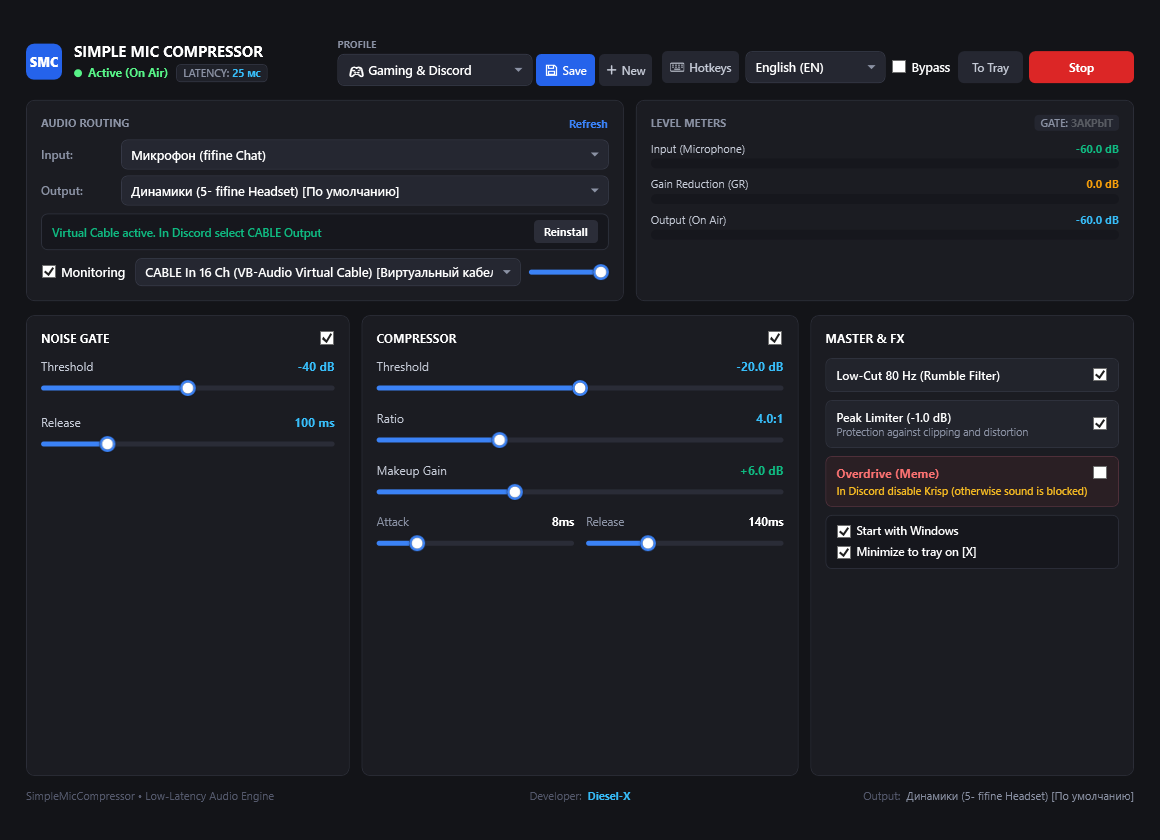 SMC
SIMPLE MIC COMPRESSOR
Active (On Air)
LATENCY: 25 мс
PROFILE
Gaming & Discord
Save
+ New
Hotkeys
English (EN)
Bypass
To Tray
Stop
AUDIO ROUTING
Refresh
Input:
Микрофон (fifine Chat)
Output:
Динамики (5- fifine Headset) [По умолчанию]
Virtual Cable active. In Discord select CABLE Output
Reinstall
Monitoring
CABLE In 16 Ch (VB-Audio Virtual Cable) [Виртуальный кабел
LEVEL METERS
GATE: ЗАКРЫТ
Input (Microphone)
-60.0 dB
Gain Reduction (GR)
0.0 dB
Output (On Air)
-60.0 dB
NOISE GATE
Threshold
-40 dB
Release
100 ms
COMPRESSOR
Threshold
-20.0 dB
Ratio
4.0:1
Makeup Gain
+6.0 dB
Attack
8ms
Release
140ms
MASTER & FX
Low-Cut 80 Hz (Rumble Filter)
Peak Limiter (-1.0 dB)
Protection against clipping and distortion
Overdrive (Meme)
In Discord disable Krisp (otherwise sound is blocked)
Start with Windows
Minimize to tray on [X]
SimpleMicCompressor • Low-Latency Audio Engine
Developer: Diesel-X
Output: Динамики (5- fifine Headset) [По умолчанию]